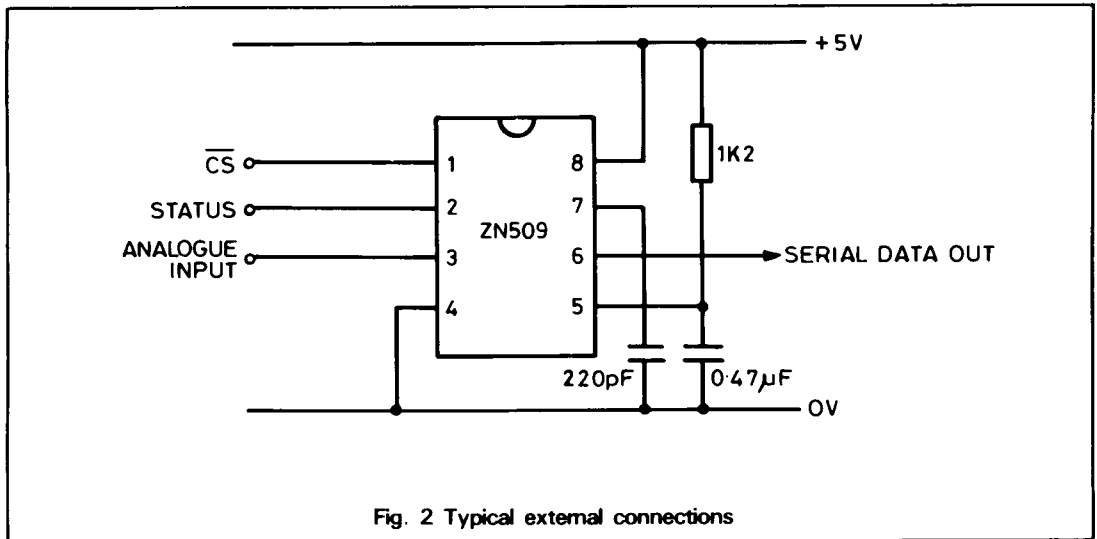 +5V
1K2
C̅S̅
1
8
STATUS
2
7
ZN509
ANALOGUE
INPUT
3
6
SERIAL DATA OUT
4
5
220pF
0·47µF
0V
Fig. 2 Typical external connections